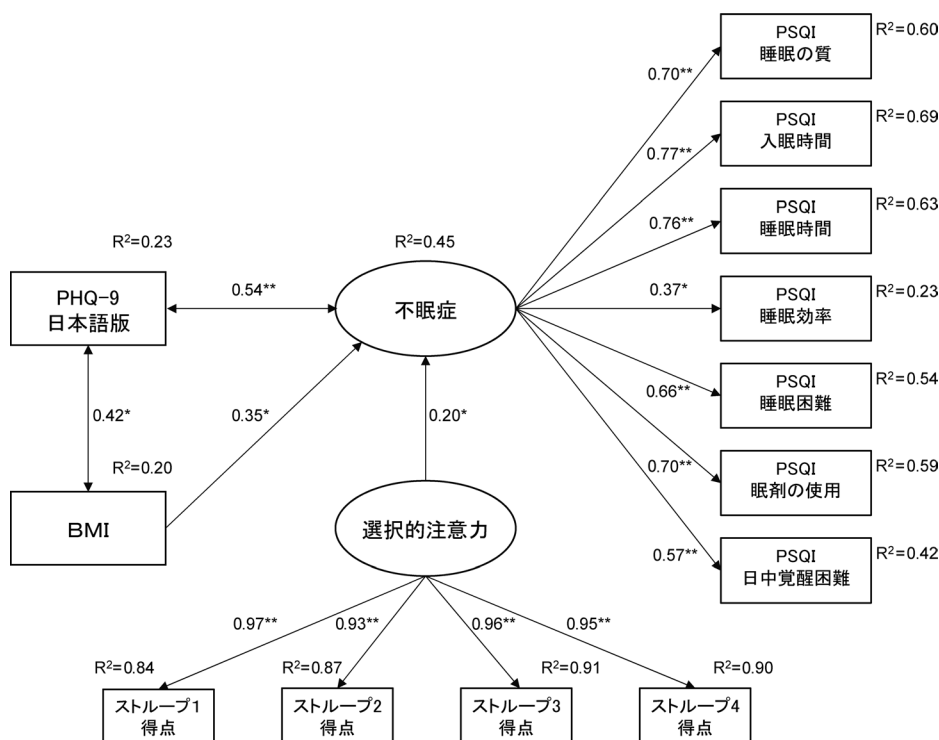 PSQI
睡眠の質
R²=0.60
0.70**
PSQI
入眠時間
R²=0.69
0.77**
PSQI
睡眠時間
R²=0.63
0.76**
R²=0.23
R²=0.45
PHQ-9
日本語版
0.54**
不眠症
0.37*
PSQI
睡眠効率
R²=0.23
PSQI
睡眠困難
R²=0.54
0.66**
0.42*
0.35*
0.20*
R²=0.20
PSQI
眠剤の使用
R²=0.59
0.70**
BMI
選択的注意力
PSQI
日中覚醒困難
R²=0.42
0.57**
0.97**
0.93**
0.96**
0.95**
R²=0.84
R²=0.87
R²=0.91
R²=0.90
ストループ1
得点
ストループ2
得点
ストループ3
得点
ストループ4
得点